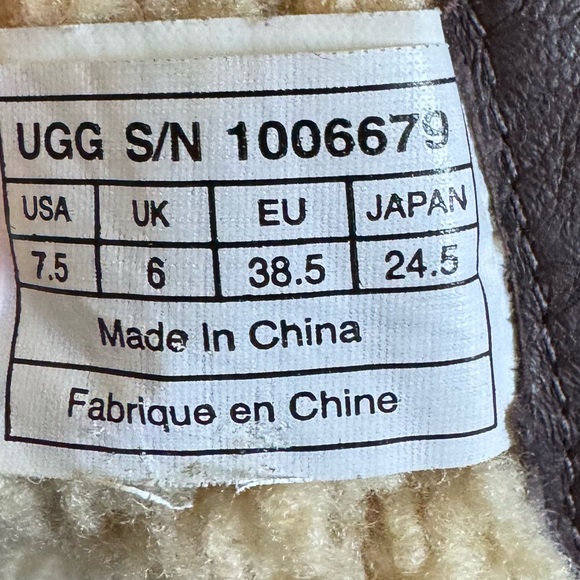 UGG S/N 1006679
USA UK EU JAPAN
7.5 6 38.5 24.5
Made In China
Fabrique en Chine